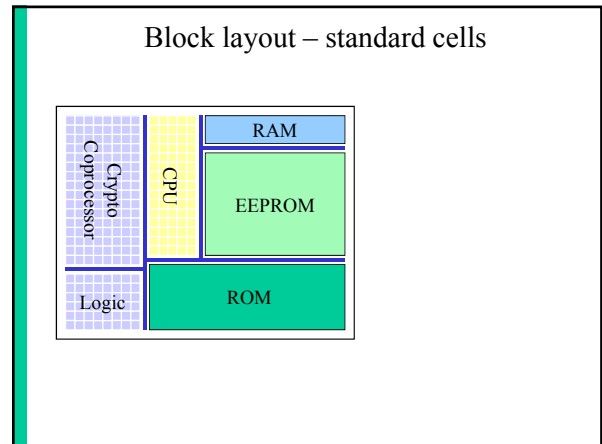 Block layout – standard cells
Crypto
Coprocessor
CPU
RAM
EEPROM
Logic
ROM